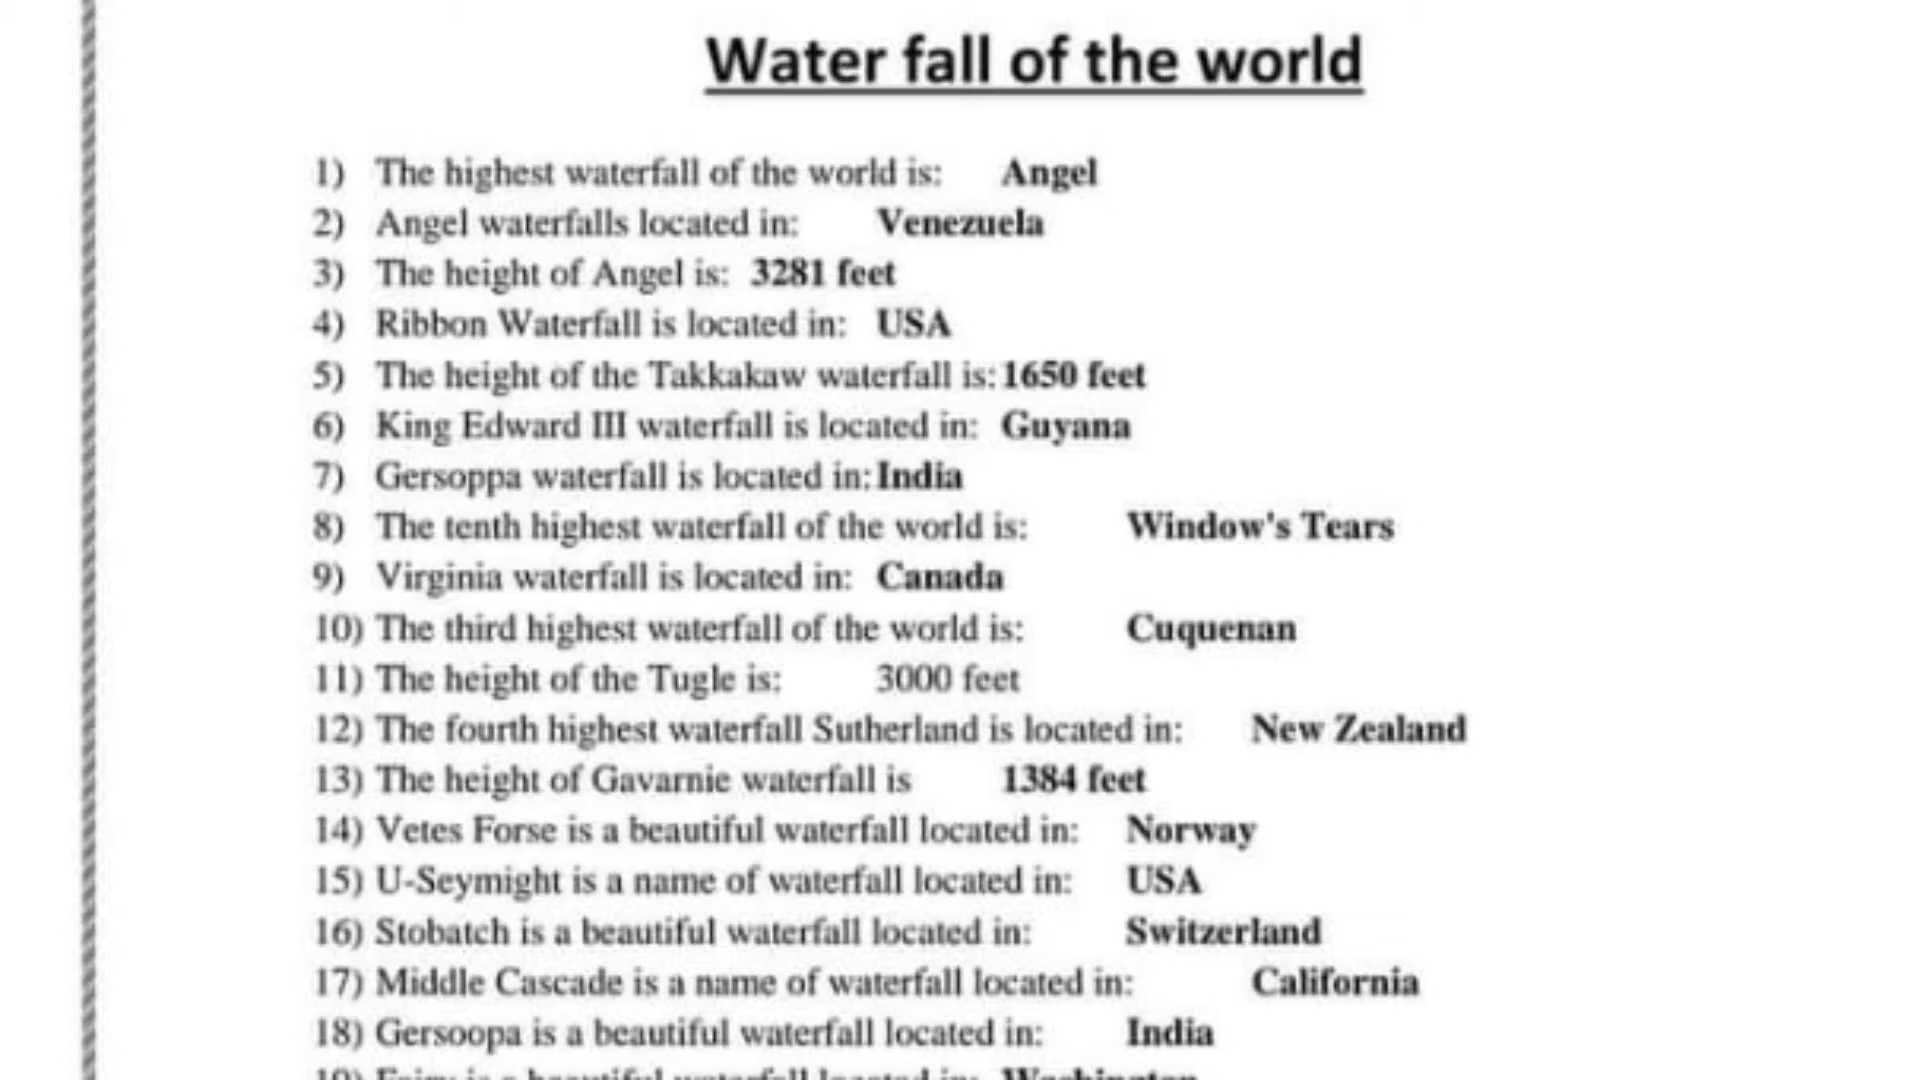 Water fall of the world
1) The highest waterfall of the world is: Angel
2) Angel waterfalls located in: Venezuela
3) The height of Angel is: 3281 feet
4) Ribbon Waterfall is located in: USA
5) The height of the Takkakaw waterfall is: 1650 feet
6) King Edward III waterfall is located in: Guyana
7) Gersoppa waterfall is located in: India
8) The tenth highest waterfall of the world is: Window's Tears
9) Virginia waterfall is located in: Canada
10) The third highest waterfall of the world is: Cuquenan
11) The height of the Tugle is: 3000 feet
12) The fourth highest waterfall Sutherland is located in: New Zealand
13) The height of Gavarnie waterfall is 1384 feet
14) Vetes Forse is a beautiful waterfall located in: Norway
15) U-Seymight is a name of waterfall located in: USA
16) Stobatch is a beautiful waterfall located in: Switzerland
17) Middle Cascade is a name of waterfall located in: California
18) Gersoopa is a beautiful waterfall located in: India
19) Fairy is a beautiful waterfall located in: Washington